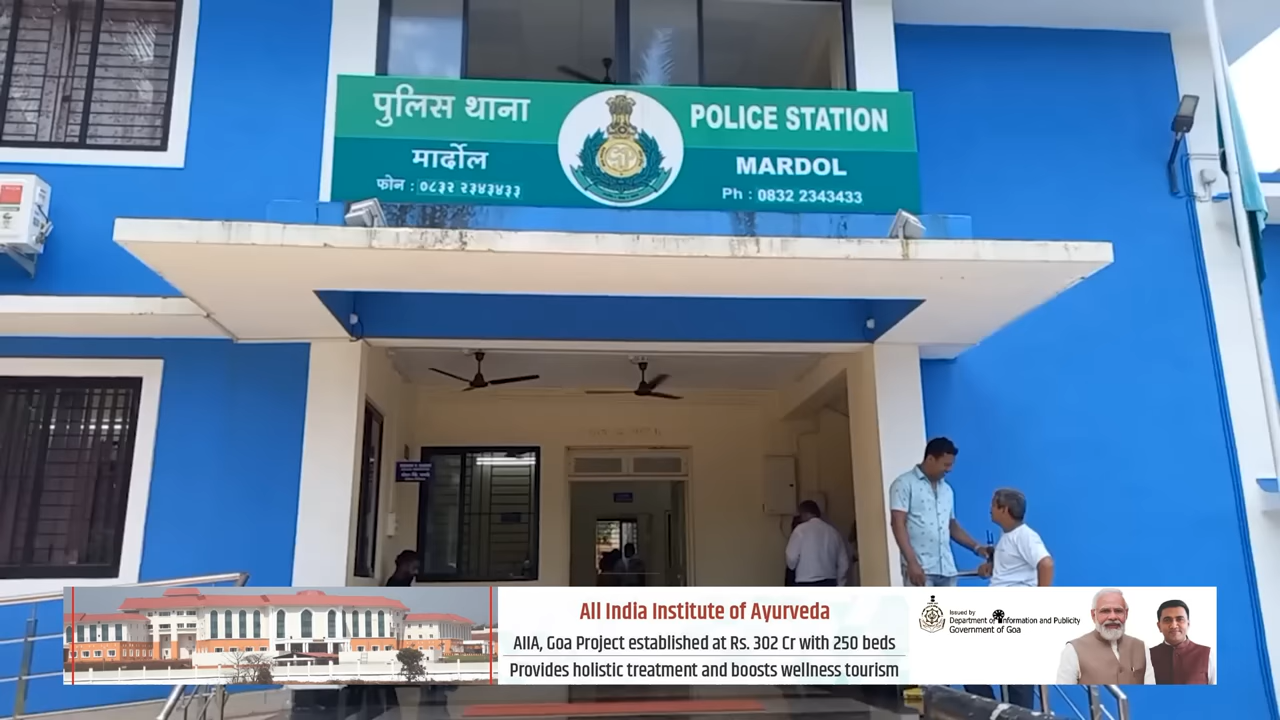 पुलिस थाना
मार्दोल
फोन : ०८३२ २३४३४३३
POLICE STATION
MARDOL
Ph : 0832 2343433
All India Institute of Ayurveda
AIIA, Goa Project established at Rs. 302 Cr with 250 beds
Provides holistic treatment and boosts wellness tourism
Issued by
Department of Information and Publicity
Government of Goa